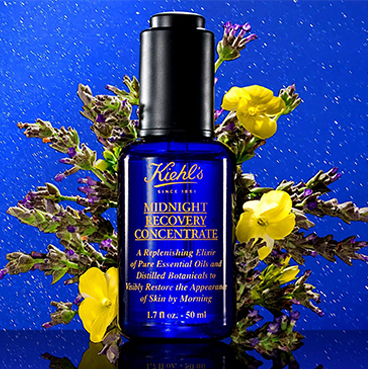 Kiehl's
SINCE 1851
MIDNIGHT
RECOVERY
CONCENTRATE
A Replenishing Elixir
of Pure Essential Oils and
Distilled Botanicals to
Visibly Restore the Appearance
of Skin by Morning
1.7 fl. oz. - 50 ml